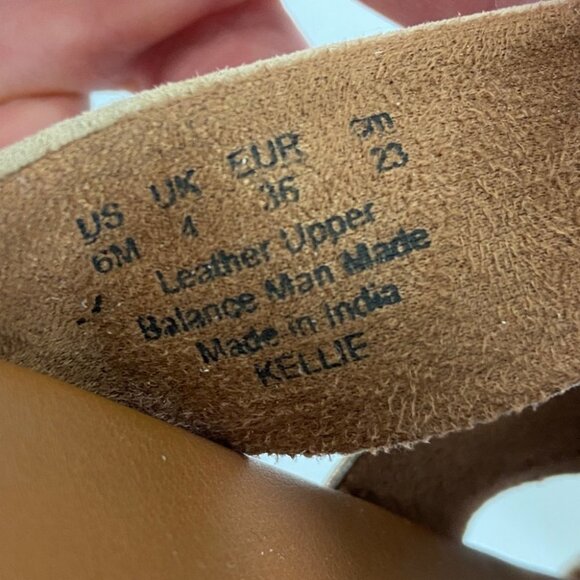 US UK EUR cm
6M 4 36 23
Leather Upper
Balance Man Made
Made in India
KELLIE